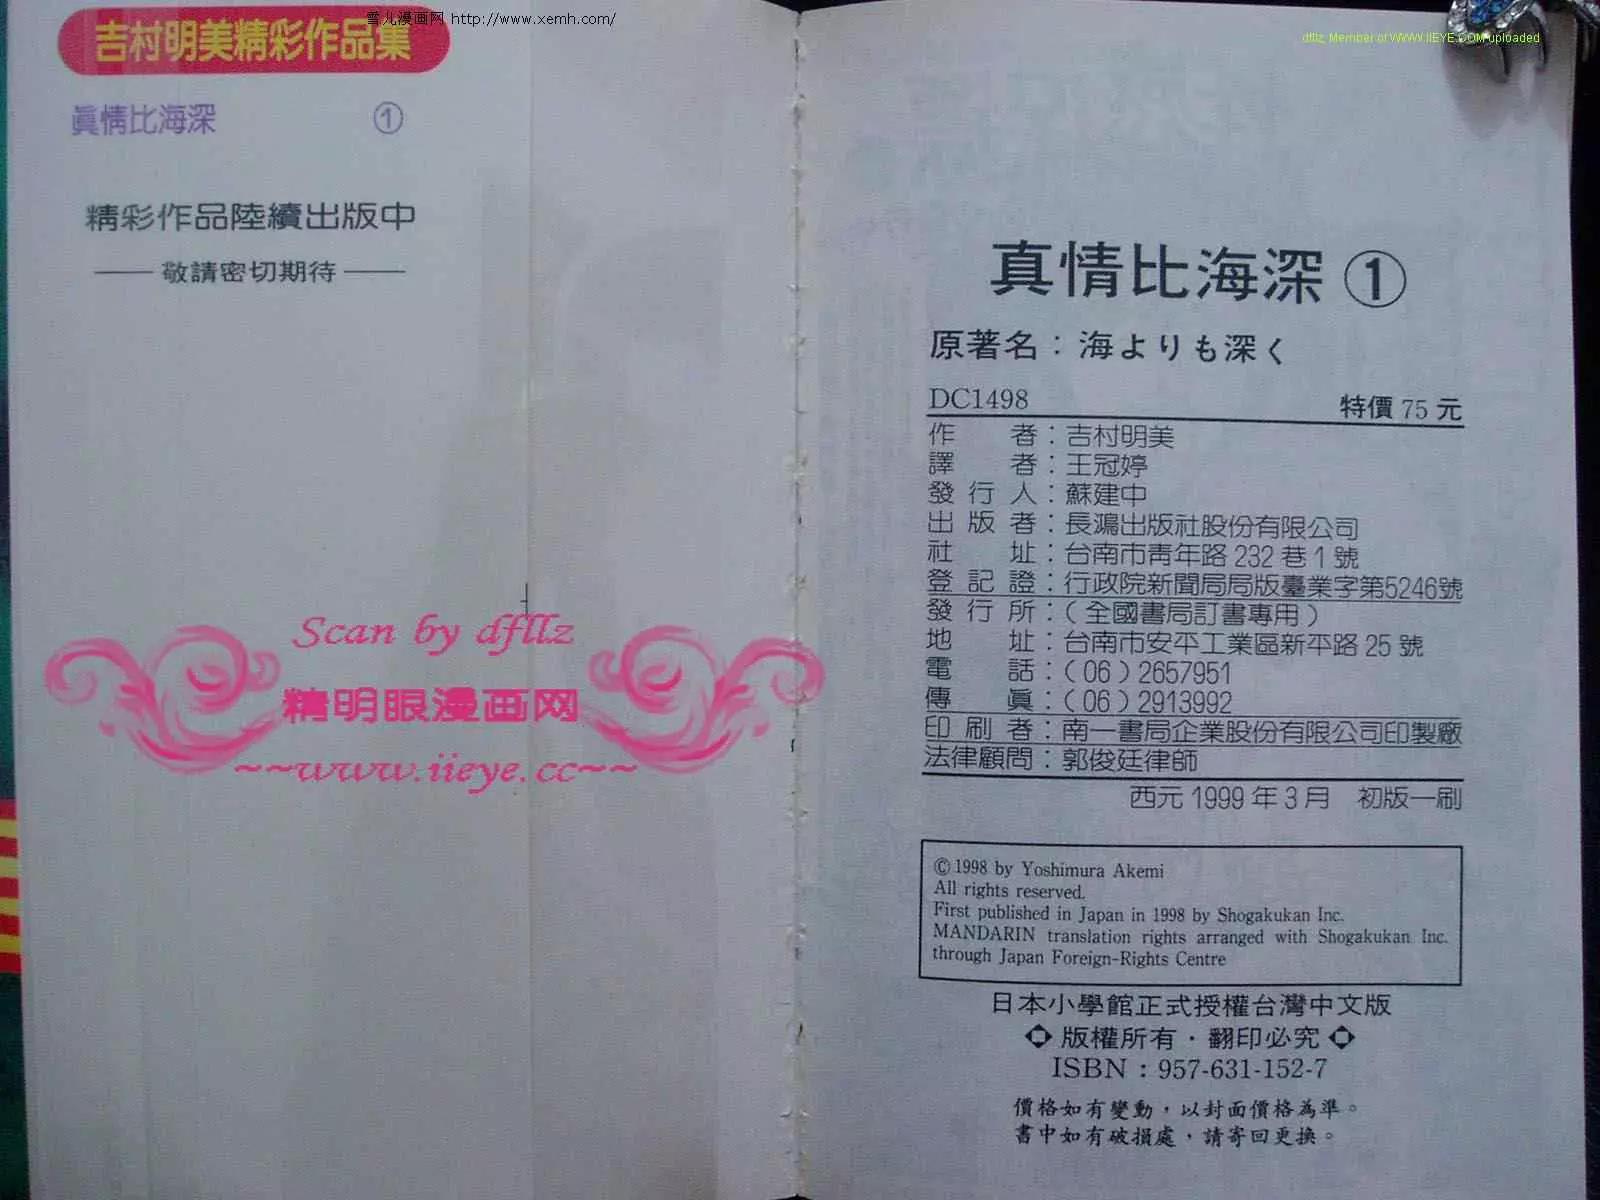 雪儿漫画网 http://www.xemh.com/
dfllz, Member of WWW.IIEYE.COM uploaded
吉村明美精彩作品集
眞情比海深 ①
精彩作品陸續出版中
——敬請密切期待——
Scan by dfllz
精明眼漫画网
~~www.iieye.cc~~
真情比海深 ①
原著名：海よりも深く
DC1498 特價 75 元
作者：吉村明美
譯者：王冠婷
發行人：蘇建中
出版者：長鴻出版社股份有限公司
社址：台南市青年路 232 巷 1 號
登記證：行政院新聞局局版臺業字第5246號
發行所：（全國書局訂書專用）
地址：台南市安平工業區新平路 25 號
電話：（06）2657951
傳眞：（06）2913992
印刷者：南一書局企業股份有限公司印製廠
法律顧問：郭俊廷律師
西元 1999 年 3 月 初版一刷
©1998 by Yoshimura Akemi
All rights reserved.
First published in Japan in 1998 by Shogakukan Inc.
MANDARIN translation rights arranged with Shogakukan Inc.
through Japan Foreign-Rights Centre
日本小學館正式授權台灣中文版
◇版權所有・翻印必究◇
ISBN：957-631-152-7
價格如有變動，以封面價格為準。
書中如有破損處，請寄回更換。